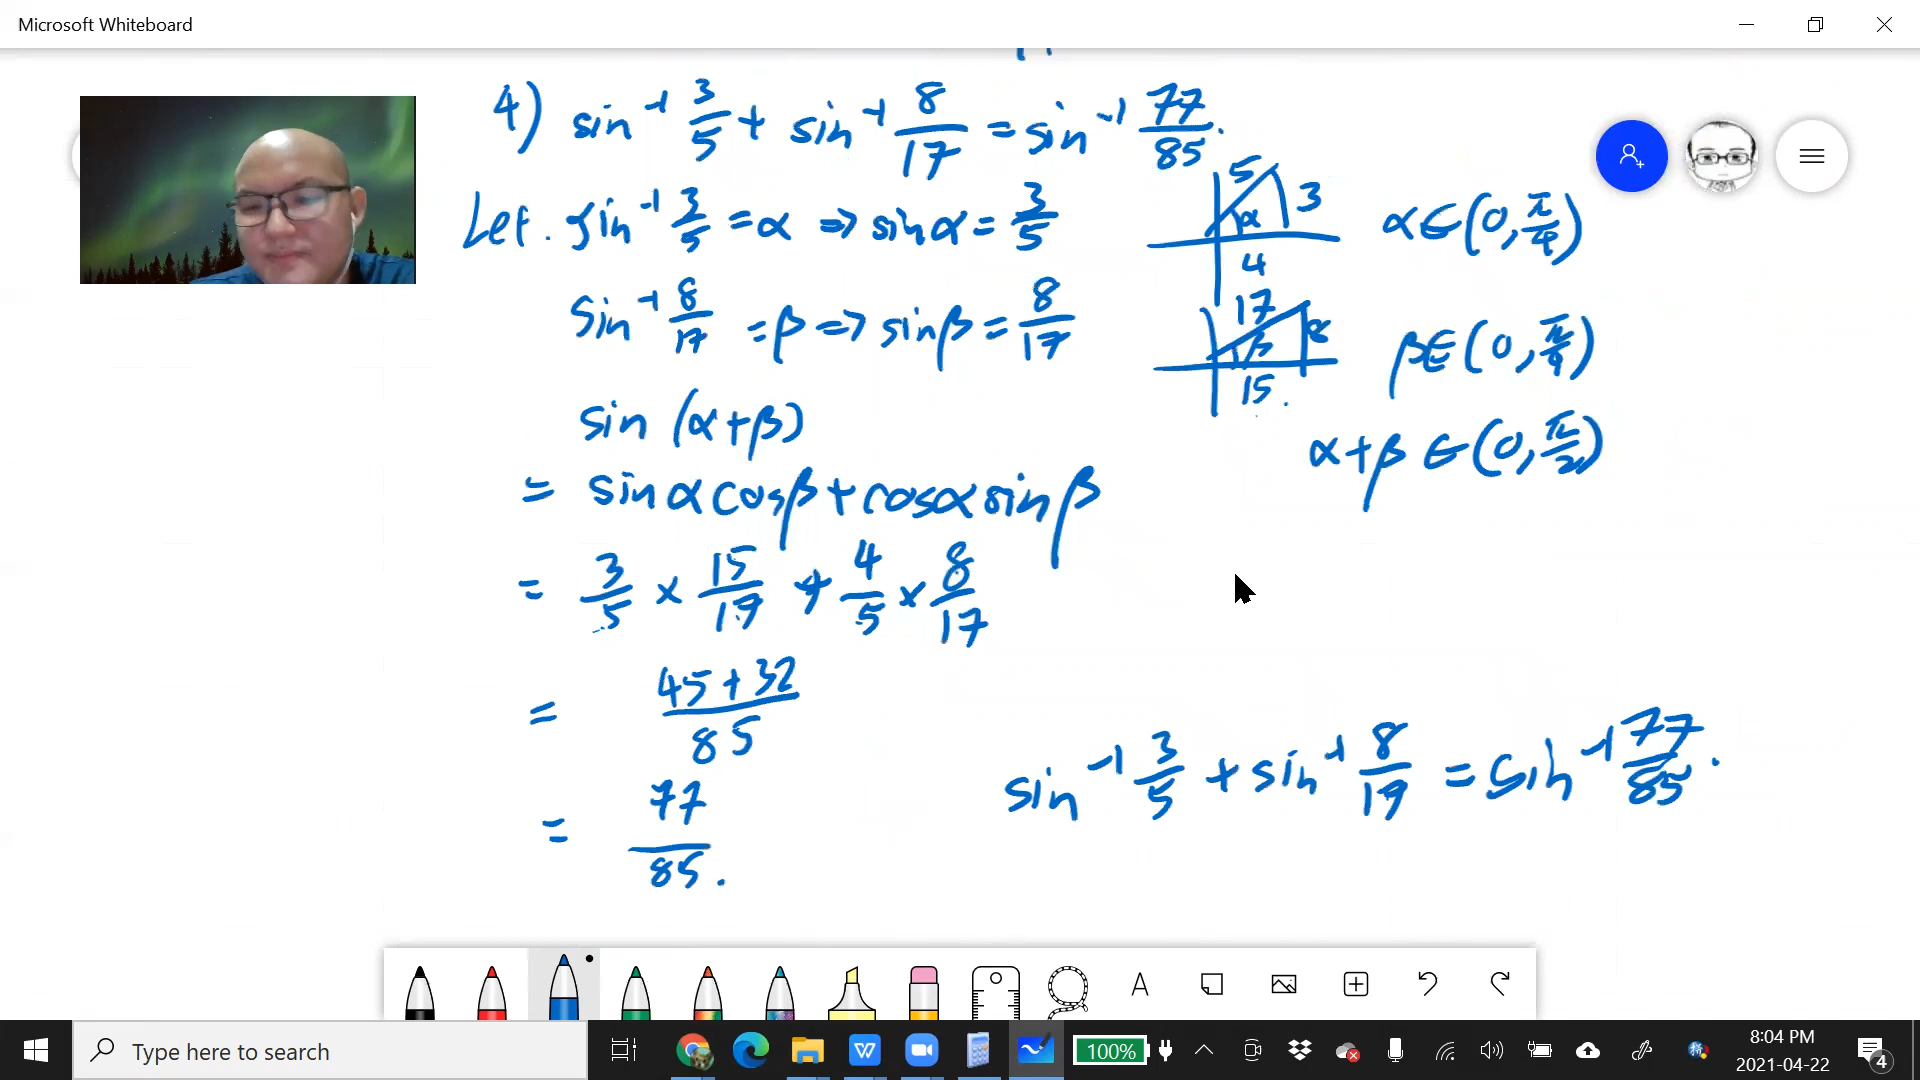 Microsoft Whiteboard
4) sin⁻¹ 3/5 + sin⁻¹ 8/17 = sin⁻¹ 77/85.
Let. sin⁻¹ 3/5 = α ⇒ sinα = 3/5
5
3
α
4
α∈(0, π/4)
sin⁻¹ 8/17 = β ⇒ sinβ = 8/17
17
8
β
15.
β∈(0, π/4)
sin (α+β)
α+β ∈(0, π/2)
= sinαcosβ+cosαsinβ
= 3/5 × 15/17 + 4/5 × 8/17
= 45+32/85
sin⁻¹ 3/5 + sin⁻¹ 8/17 = sin⁻¹ 77/85.
= 77/85.
A
Type here to search
W
100%
8:04 PM
2021-04-22
4